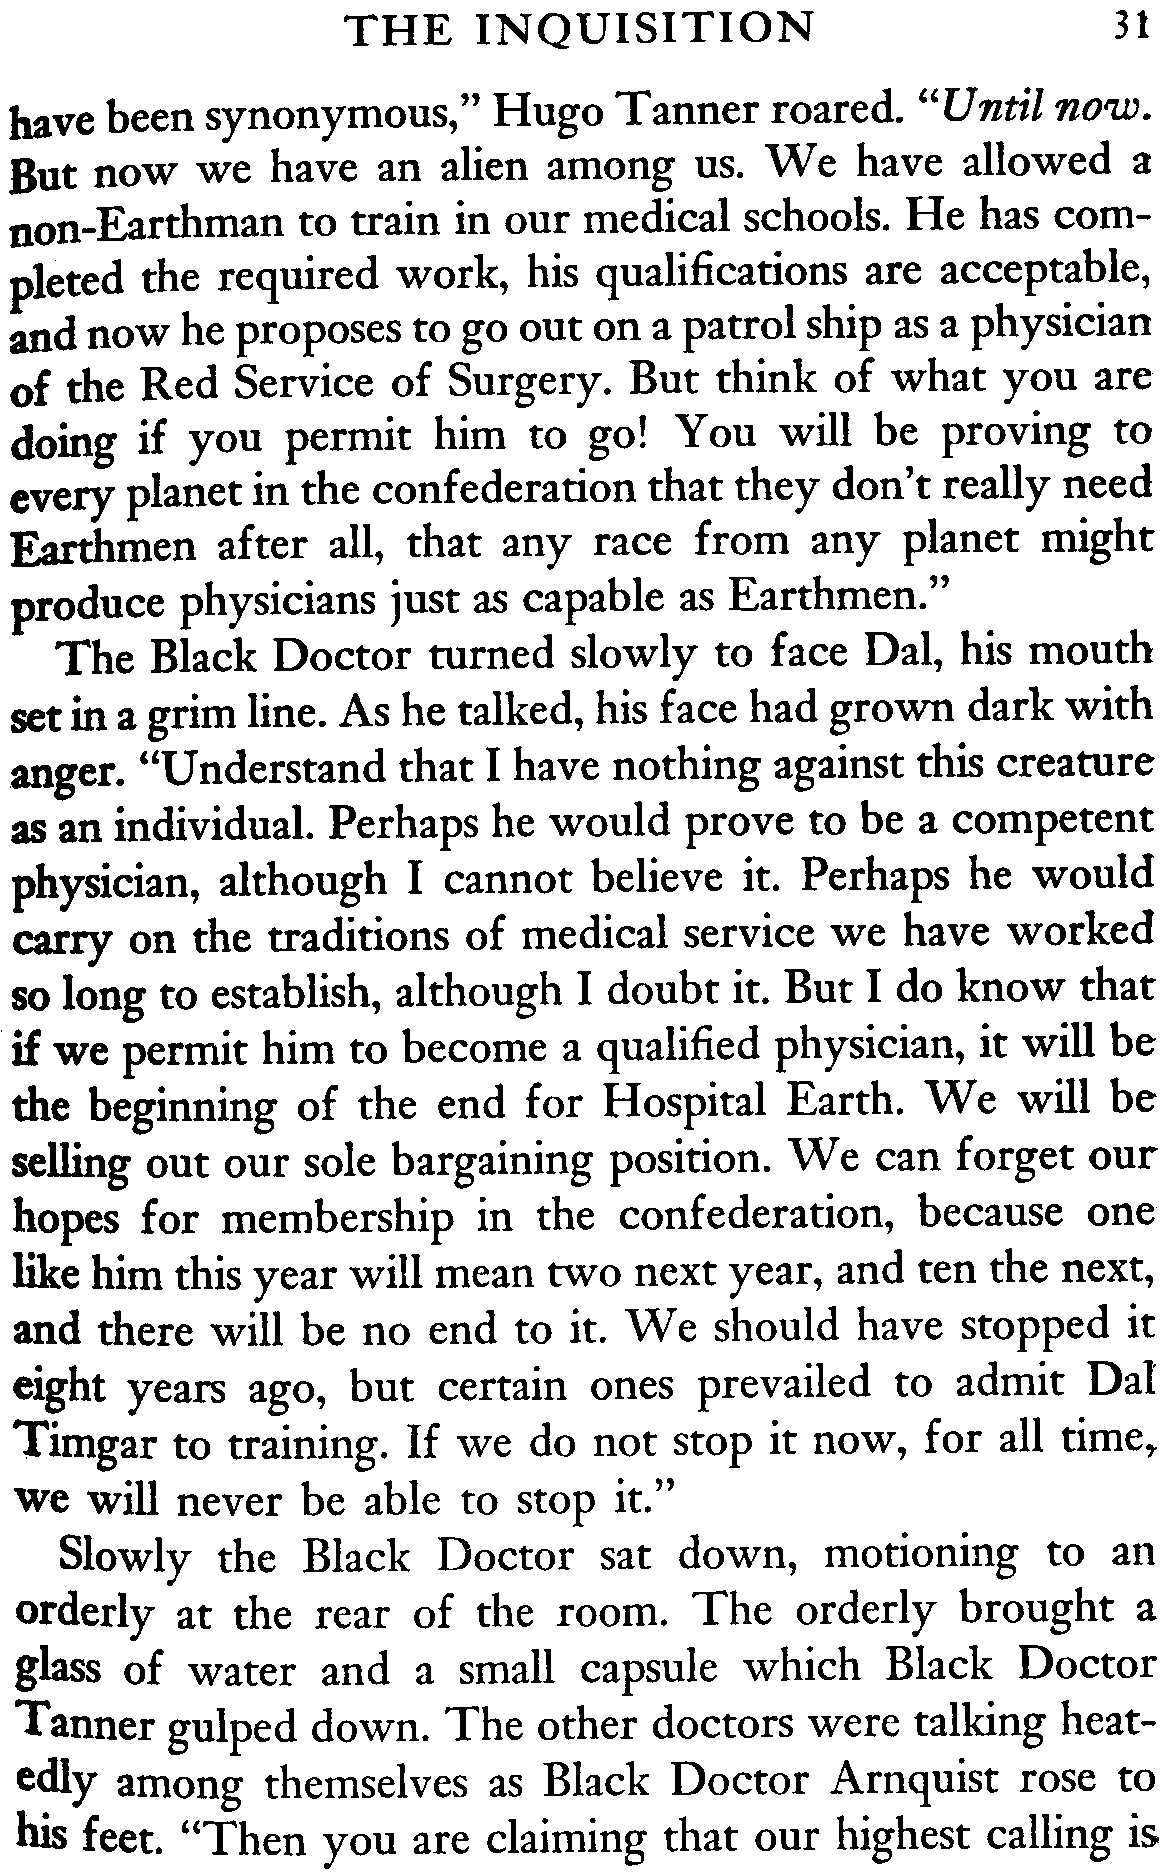 THE INQUISITION 31
have been synonymous,” Hugo Tanner roared. “Until now.
But now we have an alien among us. We have allowed a
non-Earthman to train in our medical schools. He has com-
pleted the required work, his qualifications are acceptable,
and now he proposes to go out on a patrol ship as a physician
of the Red Service of Surgery. But think of what you are
doing if you permit him to go! You will be proving to
every planet in the confederation that they don't really need
Earthmen after all, that any race from any planet might
produce physicians just as capable as Earthmen.”
The Black Doctor turned slowly to face Dal, his mouth
set in a grim line. As he talked, his face had grown dark with
anger. “Understand that I have nothing against this creature
as an individual. Perhaps he would prove to be a competent
physician, although I cannot believe it. Perhaps he would
carry on the traditions of medical service we have worked
so long to establish, although I doubt it. But I do know that
if we permit him to become a qualified physician, it will be
the beginning of the end for Hospital Earth. We will be
selling out our sole bargaining position. We can forget our
hopes for membership in the confederation, because one
like him this year will mean two next year, and ten the next,
and there will be no end to it. We should have stopped it
eight years ago, but certain ones prevailed to admit Dal
Timgar to training. If we do not stop it now, for all time,
we will never be able to stop it.”
Slowly the Black Doctor sat down, motioning to an
orderly at the rear of the room. The orderly brought a
glass of water and a small capsule which Black Doctor
Tanner gulped down. The other doctors were talking heat-
edly among themselves as Black Doctor Arnquist rose to
his feet. “Then you are claiming that our highest calling is